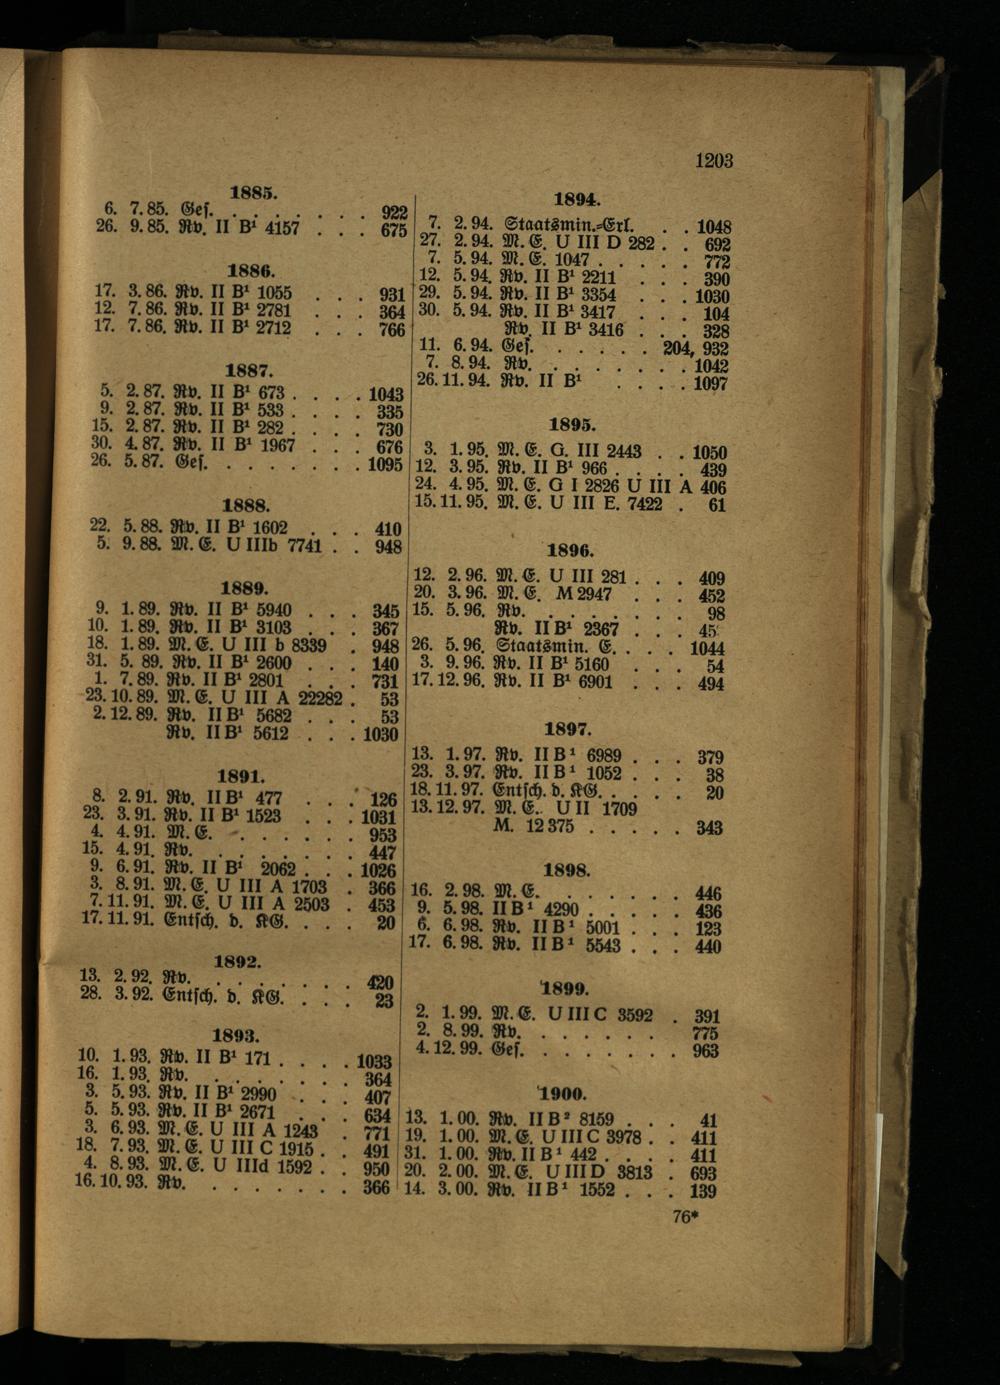 1203
1885.
6. 7. 85. Geſ. . . . . . . . 922
26. 9. 85. Rv. II B¹ 4157 . . . 675
1886.
17. 3. 86. Rv. II B¹ 1055 . . . 931
12. 7. 86. Rv. II B¹ 2781 . . . 364
17. 7. 86. Rv. II B¹ 2712 . . . 766
1887.
5. 2. 87. Rv. II B¹ 673 . . . . 1043
9. 2. 87. Rv. II B¹ 533 . . . . 335
15. 2. 87. Rv. II B¹ 282 . . . . 730
30. 4. 87. Rv. II B¹ 1967 . . . 676
26. 5. 87. Geſ. . . . . . . . 1095
1888.
22. 5. 88. Rv. II B¹ 1602 . . . 410
5. 9. 88. M. E. U IIIb 7741 . . 948
1889.
9. 1. 89. Rv. II B¹ 5940 . . . 345
10. 1. 89. Rv. II B¹ 3103 . . . 367
18. 1. 89. M. E. U III b 8339 . 948
31. 5. 89. Rv. II B¹ 2600 . . . 140
1. 7. 89. Rv. II B¹ 2801 . . . 731
23. 10. 89. M. E. U III A 22282 . 53
2. 12. 89. Rv. II B¹ 5682 . . . 53
Rv. II B¹ 5612 . . . 1030
1891.
8. 2. 91. Rv. II B¹ 477 . . . 126
23. 3. 91. Rv. II B¹ 1523 . . . 1031
4. 4. 91. M. E. . . . . . . 953
15. 4. 91. Rv. . . . . . . . 447
9. 6. 91. Rv. II B¹ 2062 . . . 1026
3. 8. 91. M. E. U III A 1703 . 366
7. 11. 91. M. E. U III A 2503 . 453
17. 11. 91. Entſch. d. KG. . . . 20
1892.
13. 2. 92. Rv. . . . . . . . 420
28. 3. 92. Entſch. d. KG. . . . 23
1893.
10. 1. 93. Rv. II B¹ 171 . . . . 1033
16. 1. 93. Rv. . . . . . . . 364
3. 5. 93. Rv. II B¹ 2990 . . . 407
5. 5. 93. Rv. II B¹ 2671 . . . 634
3. 6. 93. M. E. U III A 1243 . 771
18. 7. 93. M. E. U III C 1915 . . 491
4. 8. 93. M. E. U IIId 1592 . . 950
16. 10. 93. Rv. . . . . . . . 366
1894.
7. 2. 94. Staatsmin.⸗Erl. . . 1048
27. 2. 94. M. E. U III D 282 . . 692
7. 5. 94. M. E. 1047 . . . . . 772
12. 5. 94. Rv. II B¹ 2211 . . . 390
29. 5. 94. Rv. II B¹ 3354 . . . 1030
30. 5. 94. Rv. II B¹ 3417 . . . 104
Rv. II B¹ 3416 . . . 328
11. 6. 94. Geſ. . . . . . 204, 932
7. 8. 94. Rv. . . . . . . . 1042
26. 11. 94. Rv. II B¹ . . . . 1097
1895.
3. 1. 95. M. E. G. III 2443 . . 1050
12. 3. 95. Rv. II B¹ 966 . . . . 439
24. 4. 95. M. E. G I 2826 U III A 406
15. 11. 95. M. E. U III E. 7422 . 61
1896.
12. 2. 96. M. E. U III 281 . . . 409
20. 3. 96. M. E. M 2947 . . . 452
15. 5. 96. Rv. . . . . . . . 98
Rv. II B¹ 2367 . . . 45
26. 5. 96. Staatsmin. E. . . . 1044
3. 9. 96. Rv. II B¹ 5160 . . . 54
17. 12. 96. Rv. II B¹ 6901 . . . 494
1897.
13. 1. 97. Rv. II B¹ 6989 . . . 379
23. 3. 97. Rv. II B¹ 1052 . . . 38
18. 11. 97. Entſch. d. KG. . . . . 20
13. 12. 97. M. E. U II 1709
M. 12 375 . . . . . 343
1898.
16. 2. 98. M. E. . . . . . . 446
9. 5. 98. II B¹ 4290 . . . . . 436
6. 6. 98. Rv. II B¹ 5001 . . . 123
17. 6. 98. Rv. II B¹ 5543 . . . 440
1899.
2. 1. 99. M. E. U III C 3592 . 391
2. 8. 99. Rv. . . . . . . 775
4. 12. 99. Geſ. . . . . . . . 963
1900.
13. 1. 00. Rv. II B² 8159 . . . 41
19. 1. 00. M. E. U III C 3978 . . 411
31. 1. 00. Rv. II B¹ 442 . . . . 411
20. 2. 00. M. E. U III D 3813 . 693
14. 3. 00. Rv. II B¹ 1552 . . . 139
76*